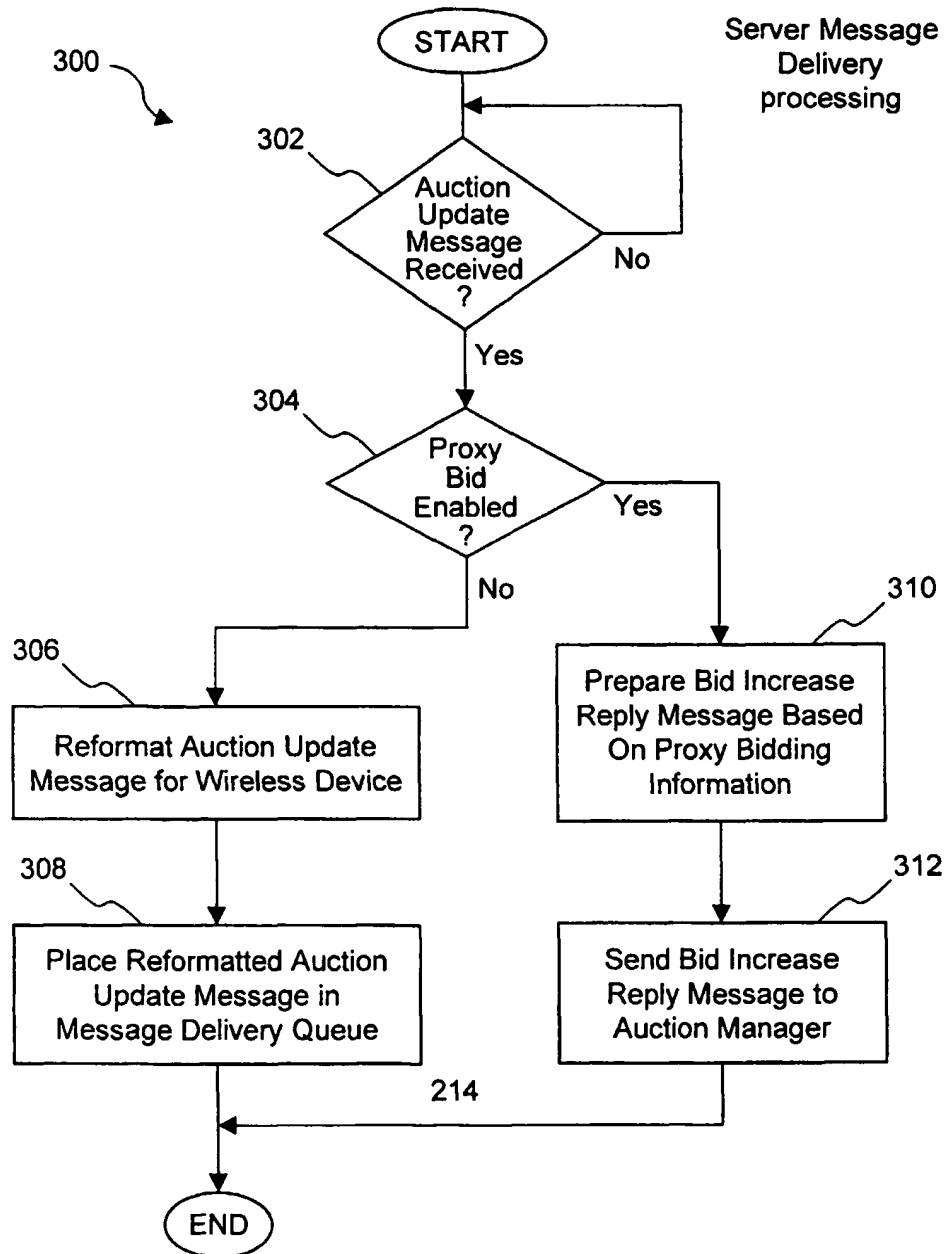 START
Server Message
Delivery
processing
300
302
Auction
Update
Message
Received
?
No
Yes
304
Proxy
Bid
Enabled
?
Yes
No
310
306
Prepare Bid Increase
Reply Message Based
On Proxy Bidding
Information
Reformat Auction Update
Message for Wireless Device
308
312
Place Reformatted Auction
Update Message in
Message Delivery Queue
Send Bid Increase
Reply Message to
Auction Manager
214
END